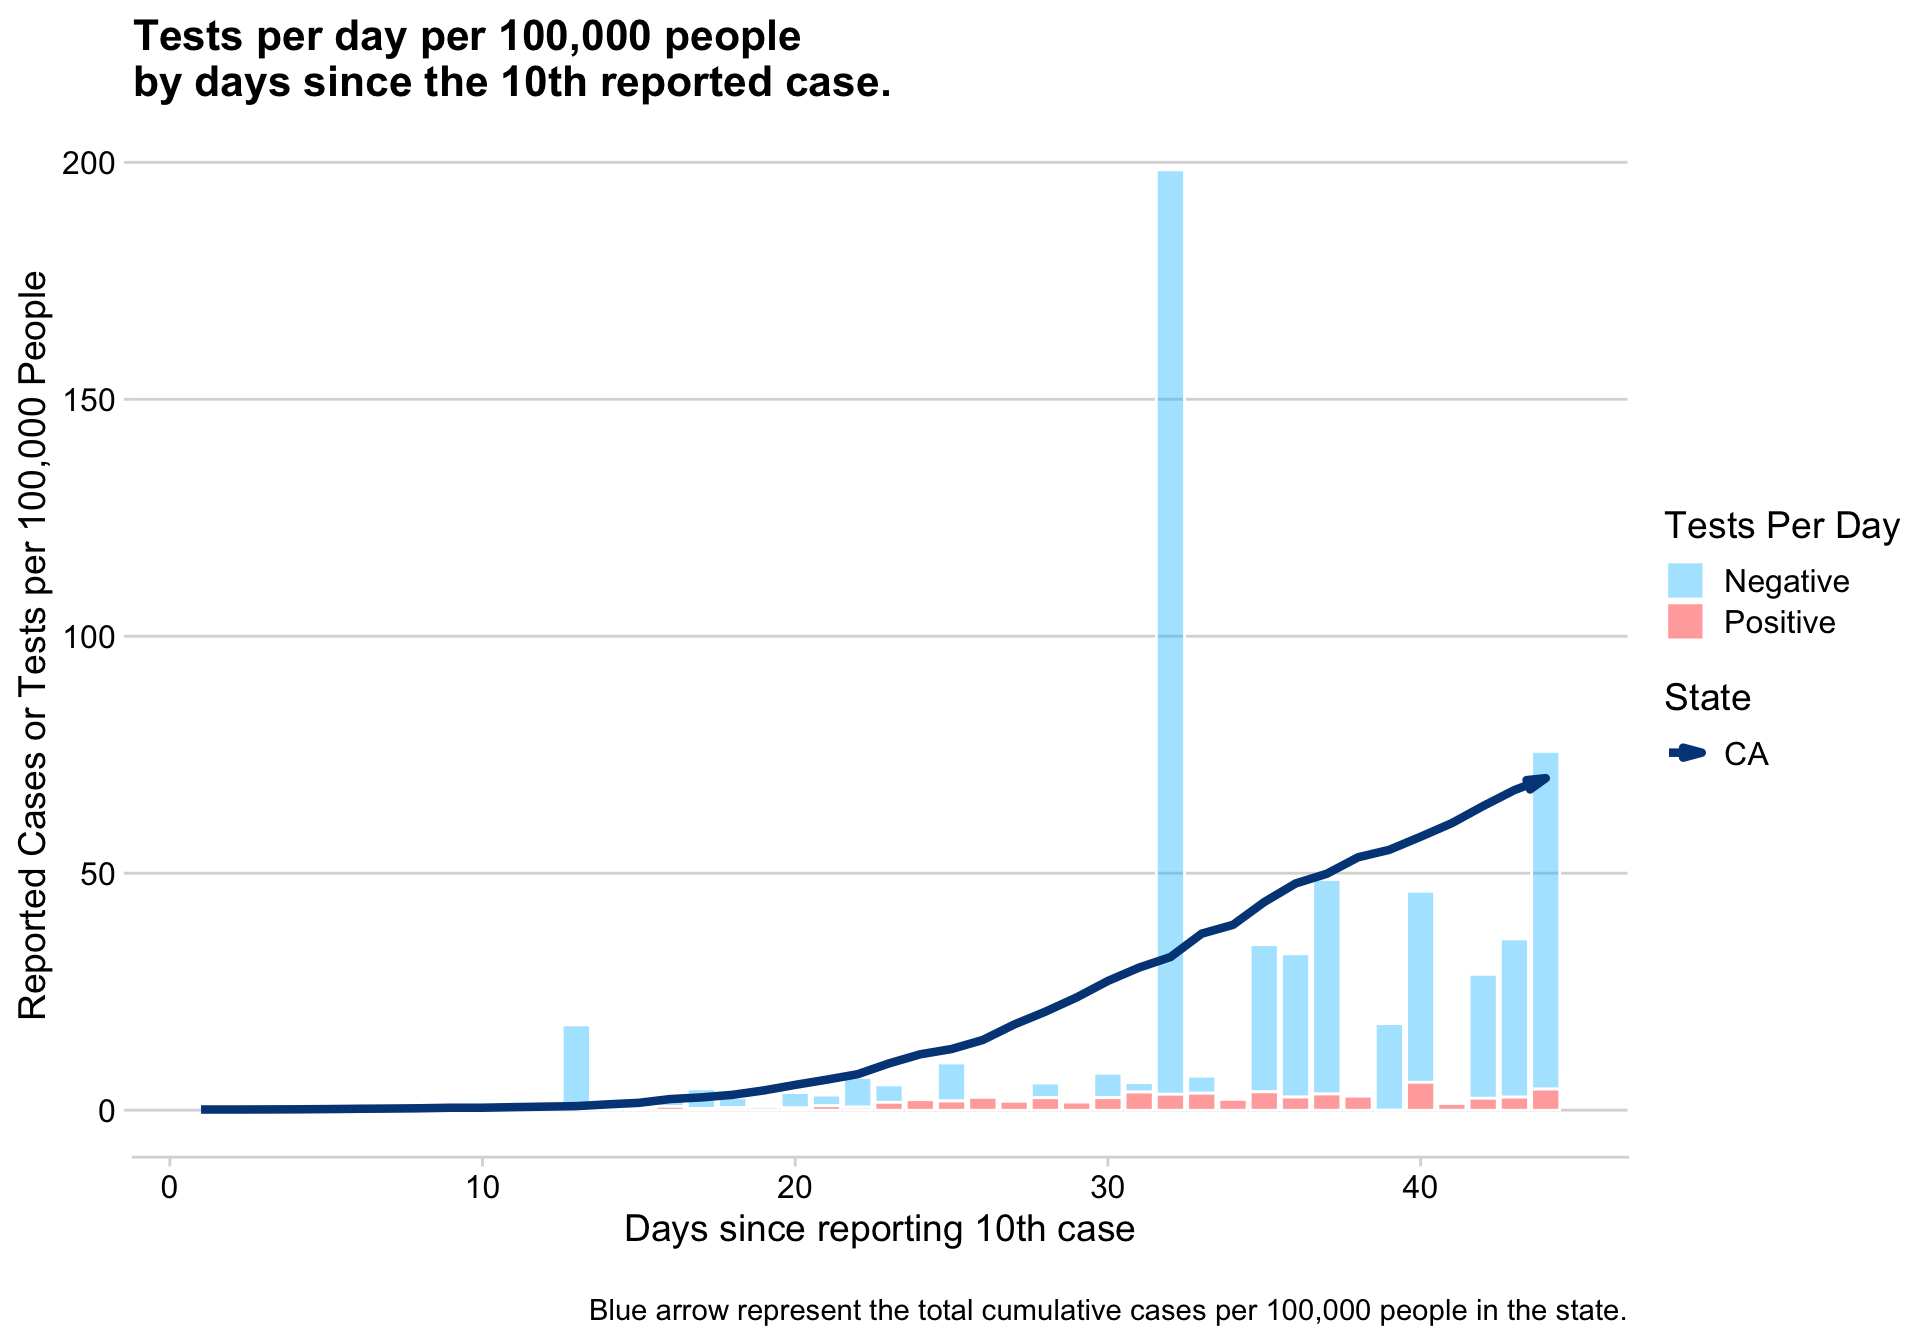 Tests per day per 100,000 people
by days since the 10th reported case.
Reported Cases or Tests per 100,000 People
200
150
100
50
0
0
10
20
30
40
Days since reporting 10th case
Tests Per Day
Negative
Positive
State
CA
Blue arrow represent the total cumulative cases per 100,000 people in the state.